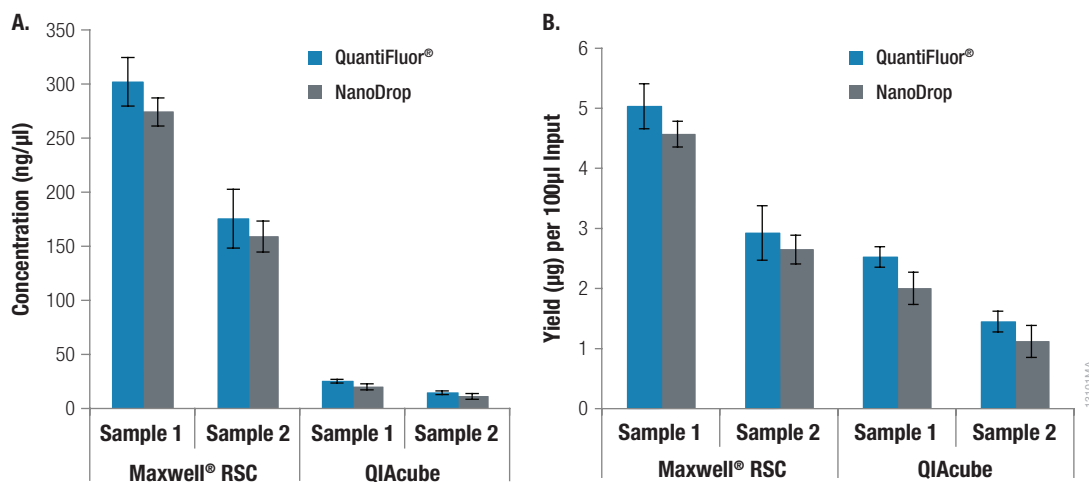 A.
Concentration (ng/µl)
350
300
250
200
150
100
50
0
QuantiFluor®
NanoDrop
Sample 1 Sample 2 Sample 1 Sample 2
Maxwell® RSC QIAcube
B.
Yield (µg) per 100µl Input
6
5
4
3
2
1
0
QuantiFluor®
NanoDrop
Sample 1 Sample 2 Sample 1 Sample 2
Maxwell® RSC QIAcube
13101MA